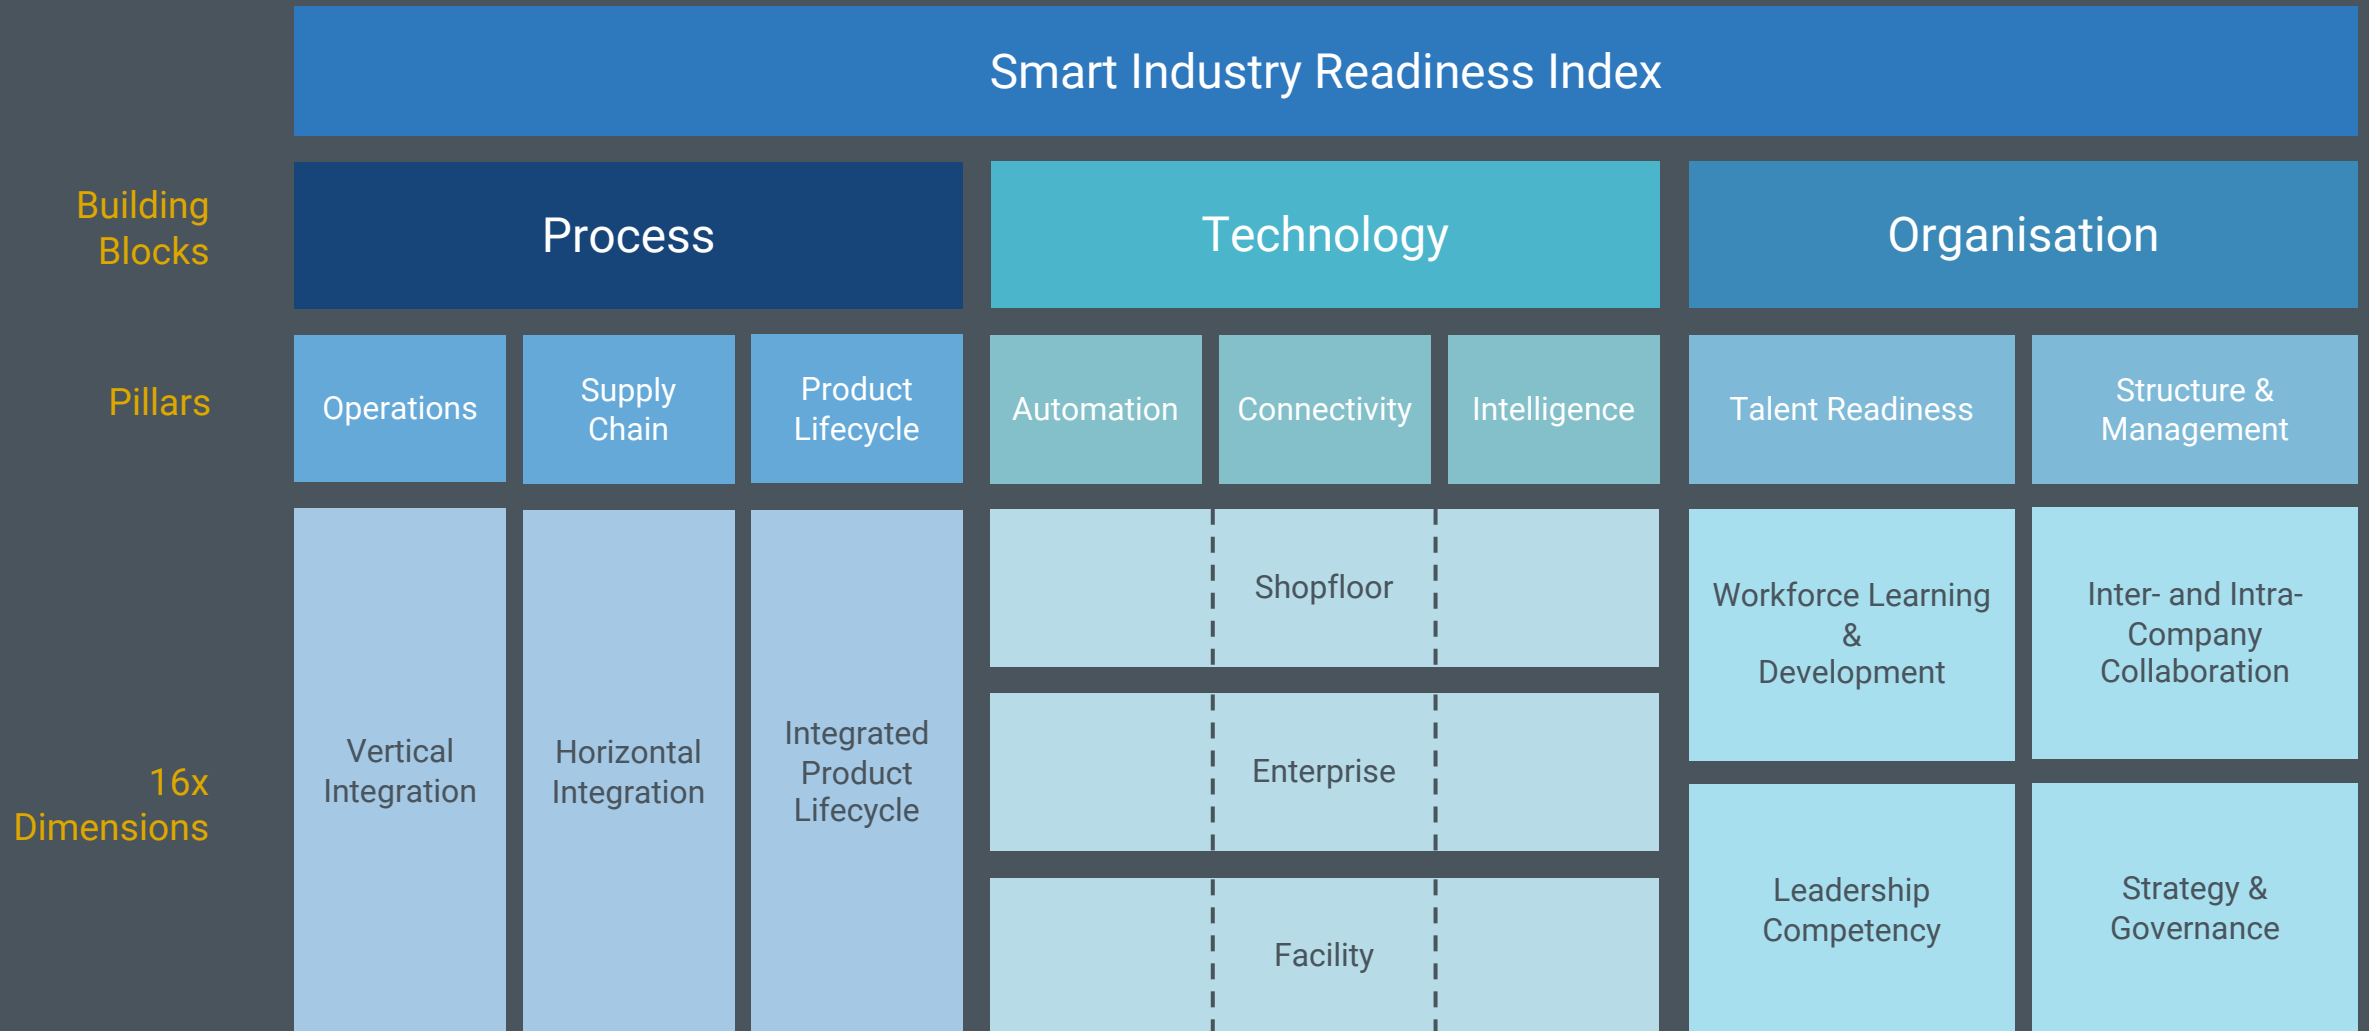 Smart Industry Readiness Index
Building
Blocks
Process
Technology
Organisation
Pillars
Operations
Supply
Chain
Product
Lifecycle
Automation
Connectivity
Intelligence
Talent Readiness
Structure &
Management
16x
Dimensions
Vertical
Integration
Horizontal
Integration
Integrated
Product
Lifecycle
Shopfloor
Enterprise
Facility
Workforce Learning
&
Development
Inter- and Intra-
Company
Collaboration
Leadership
Competency
Strategy &
Governance